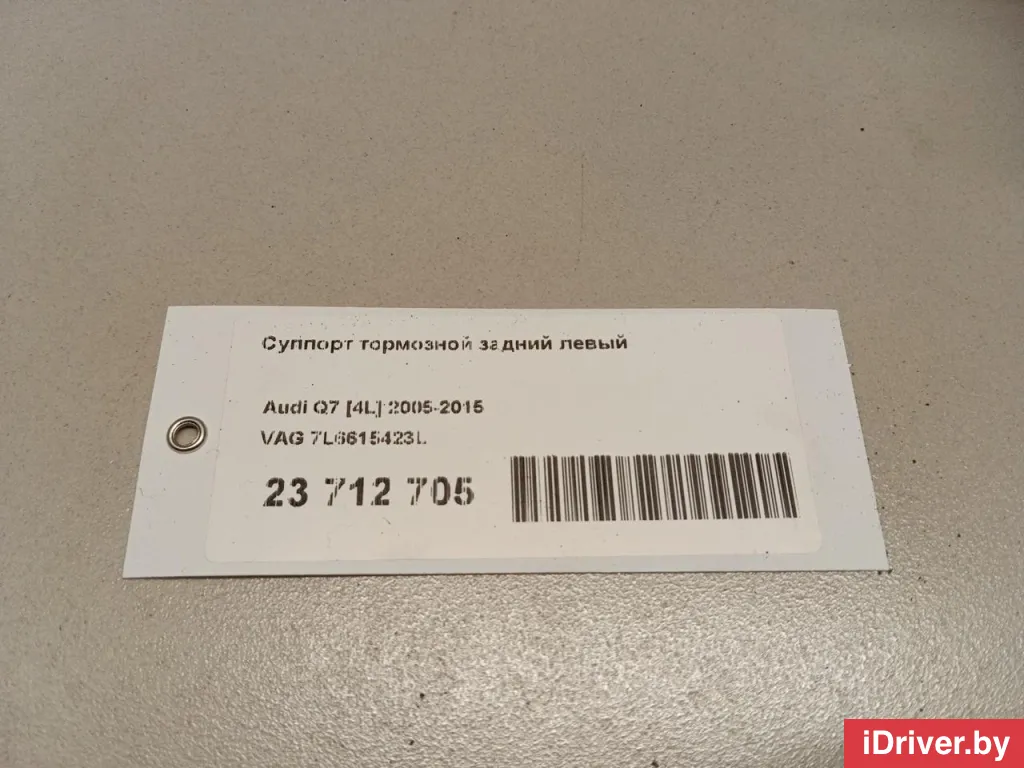 Суппорт тормозной задний левый
Audi Q7 [4L] 2005-2015
VAG 7L6615423L
23 712 705
iDriver.by